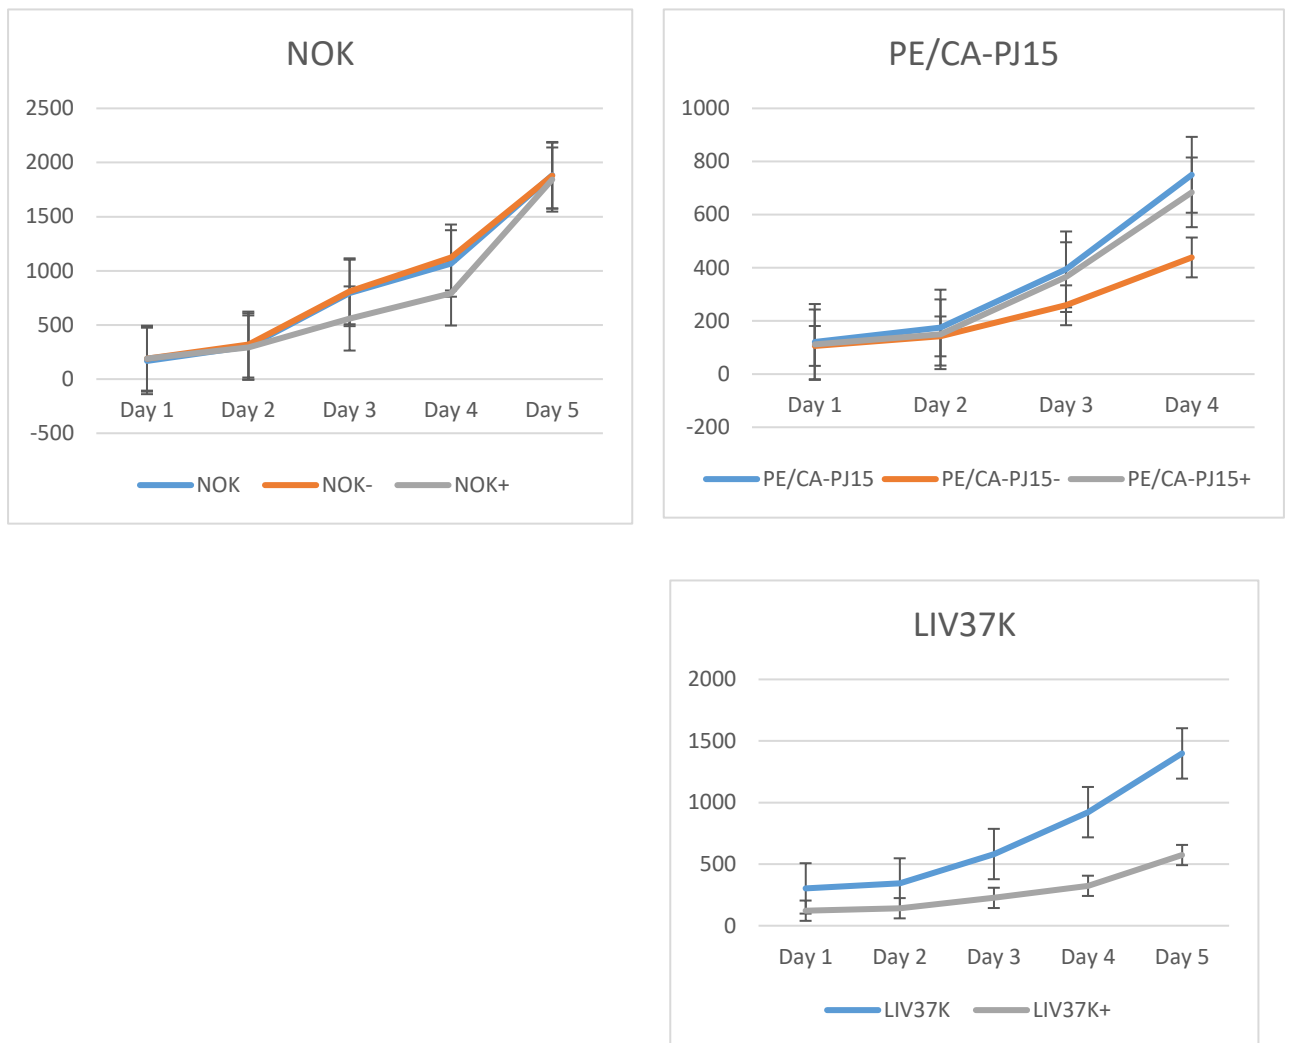 NOK
2500
2000
1500
1000
500
0
-500
Day 1 Day 2 Day 3 Day 4 Day 5
NOK NOK- NOK+
PE/CA-PJ15
1000
800
600
400
200
0
-200
Day 1 Day 2 Day 3 Day 4
PE/CA-PJ15 PE/CA-PJ15- PE/CA-PJ15+
LIV37K
2000
1500
1000
500
0
Day 1 Day 2 Day 3 Day 4 Day 5
LIV37K LIV37K+